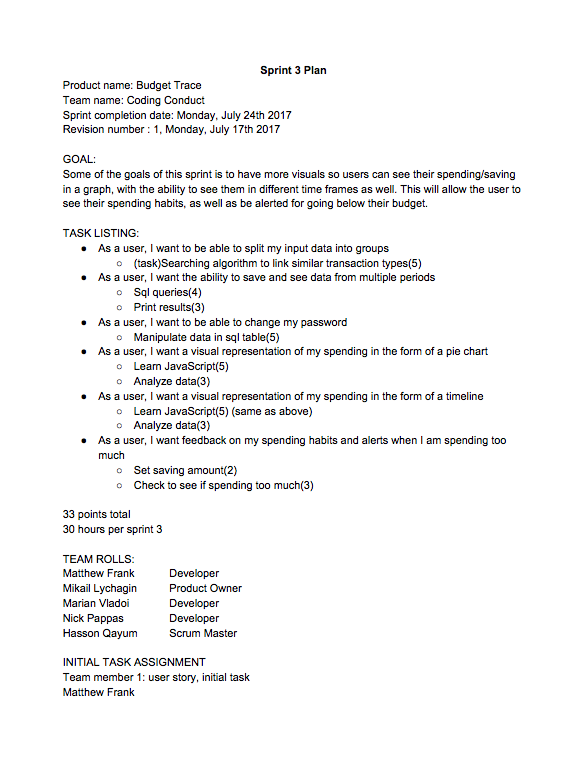 Sprint 3 Plan
Product name: Budget Trace
Team name: Coding Conduct
Sprint completion date: Monday, July 24th 2017
Revision number : 1, Monday, July 17th 2017
GOAL:
Some of the goals of this sprint is to have more visuals so users can see their spending/saving
in a graph, with the ability to see them in different time frames as well. This will allow the user to
see their spending habits, as well as be alerted for going below their budget.
TASK LISTING:
● As a user, I want to be able to split my input data into groups
○ (task)Searching algorithm to link similar transaction types(5)
● As a user, I want the ability to save and see data from multiple periods
○ Sql queries(4)
○ Print results(3)
● As a user, I want to be able to change my password
○ Manipulate data in sql table(5)
● As a user, I want a visual representation of my spending in the form of a pie chart
○ Learn JavaScript(5)
○ Analyze data(3)
● As a user, I want a visual representation of my spending in the form of a timeline
○ Learn JavaScript(5) (same as above)
○ Analyze data(3)
● As a user, I want feedback on my spending habits and alerts when I am spending too
much
○ Set saving amount(2)
○ Check to see if spending too much(3)
33 points total
30 hours per sprint 3
TEAM ROLLS:
Matthew Frank Developer
Mikail Lychagin Product Owner
Marian Vladoi Developer
Nick Pappas Developer
Hasson Qayum Scrum Master
INITIAL TASK ASSIGNMENT
Team member 1: user story, initial task
Matthew Frank